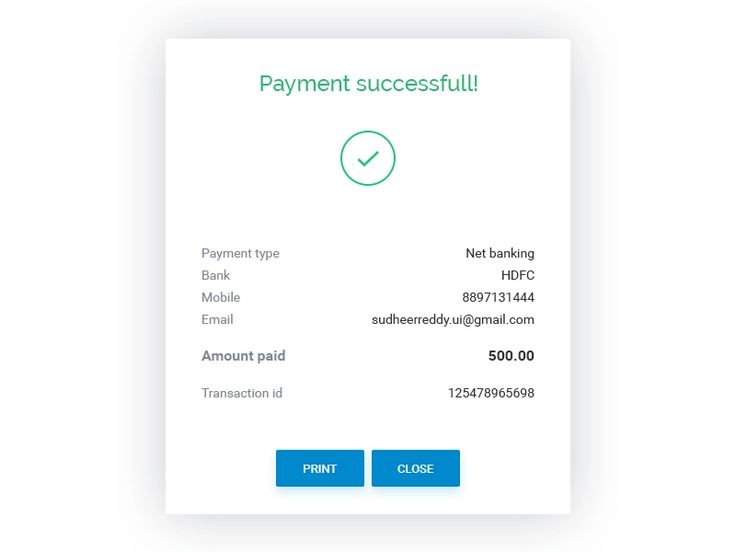 Payment successfull!
Payment type Net banking
Bank HDFC
Mobile 8897131444
Email sudheerreddy.ui@gmail.com
Amount paid 500.00
Transaction id 125478965698
PRINT CLOSE